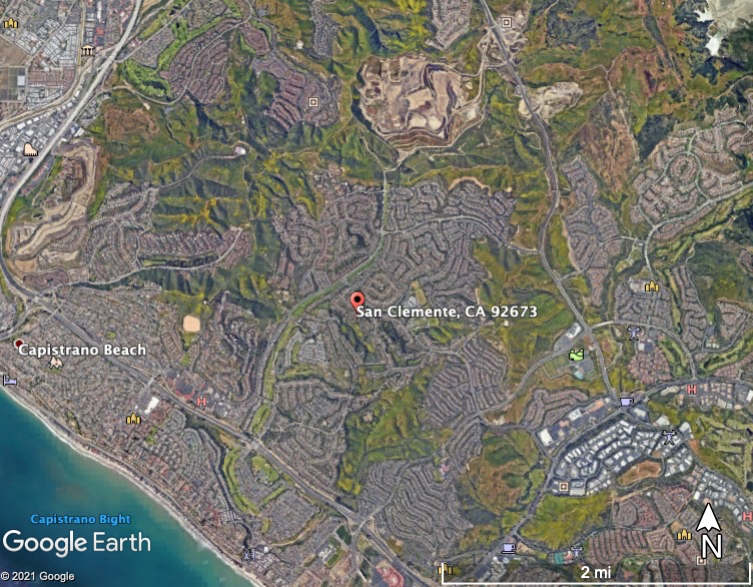 San Clemente, CA 92673
Capistrano Beach
H
H
H
Capistrano Bight
Google Earth
N
2 mi
© 2021 Google